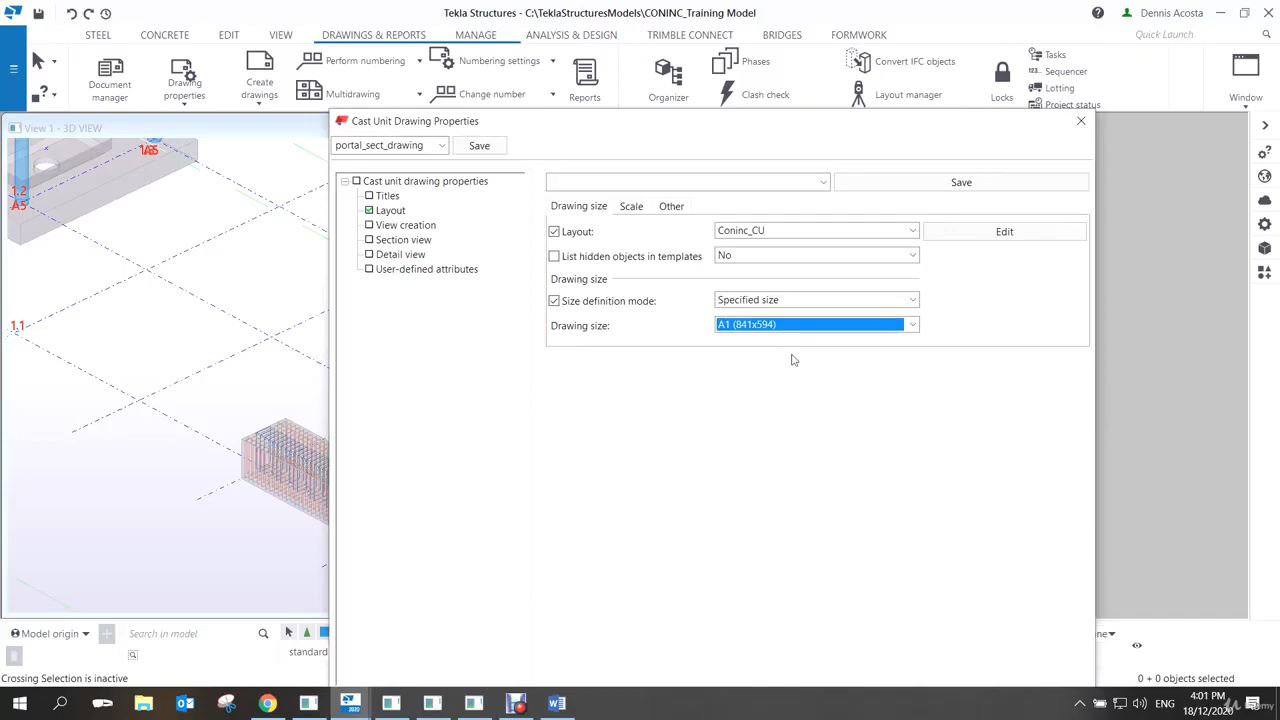 Tekla Structures - C:\TeklaStructuresModels\CONINC_Training Model
Dennis Acosta
STEEL CONCRETE EDIT VIEW DRAWINGS & REPORTS MANAGE ANALYSIS & DESIGN TRIMBLE CONNECT BRIDGES FORMWORK
Quick Launch
Document manager
Drawing properties
Create drawings
Perform numbering
Multidrawing
Numbering settings
Change number
Reports
Phases
Clash check
Organizer
Convert IFC objects
Layout manager
Locks
Tasks
Sequencer
Lotting
Project status
Window
View 1 - 3D VIEW
Cast Unit Drawing Properties
portal_sect_drawing
Save
Cast unit drawing properties
Titles
Layout
View creation
Section view
Detail view
User-defined attributes
Save
Drawing size Scale Other
Layout: Coninc_CU Edit
List hidden objects in templates No
Drawing size
Size definition mode: Specified size
Drawing size: A1 (841x594)
1.2
A5
1.1
Model origin
Search in model
standard
Crossing Selection is inactive
0 + 0 objects selected
ENG
4:01 PM
18/12/2020